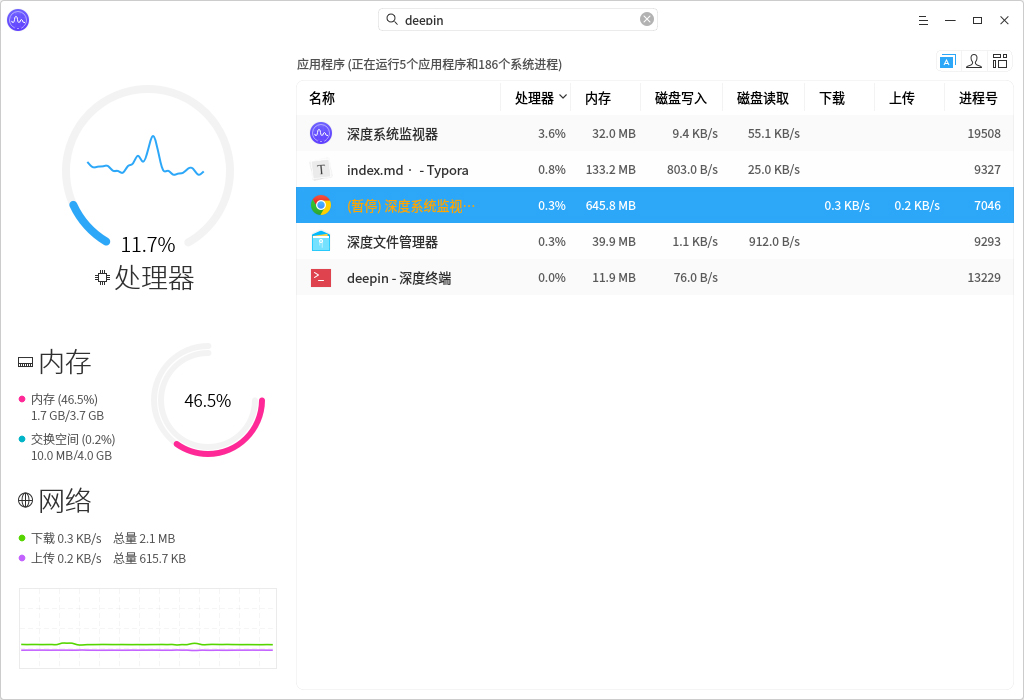 deepin
应用程序 (正在运行5个应用程序和186个系统进程)
A
名称 处理器 内存 磁盘写入 磁盘读取 下载 上传 进程号
深度系统监视器 3.6% 32.0 MB 9.4 KB/s 55.1 KB/s 19508
T index.md · - Typora 0.8% 133.2 MB 803.0 B/s 25.0 KB/s 9327
(暂停) 深度系统监视… 0.3% 645.8 MB 0.3 KB/s 0.2 KB/s 7046
深度文件管理器 0.3% 39.9 MB 1.1 KB/s 912.0 B/s 9293
deepin - 深度终端 0.0% 11.9 MB 76.0 B/s 13229
11.7%
处理器
内存
内存 (46.5%)
1.7 GB/3.7 GB
交换空间 (0.2%)
10.0 MB/4.0 GB
46.5%
网络
下载 0.3 KB/s 总量 2.1 MB
上传 0.2 KB/s 总量 615.7 KB